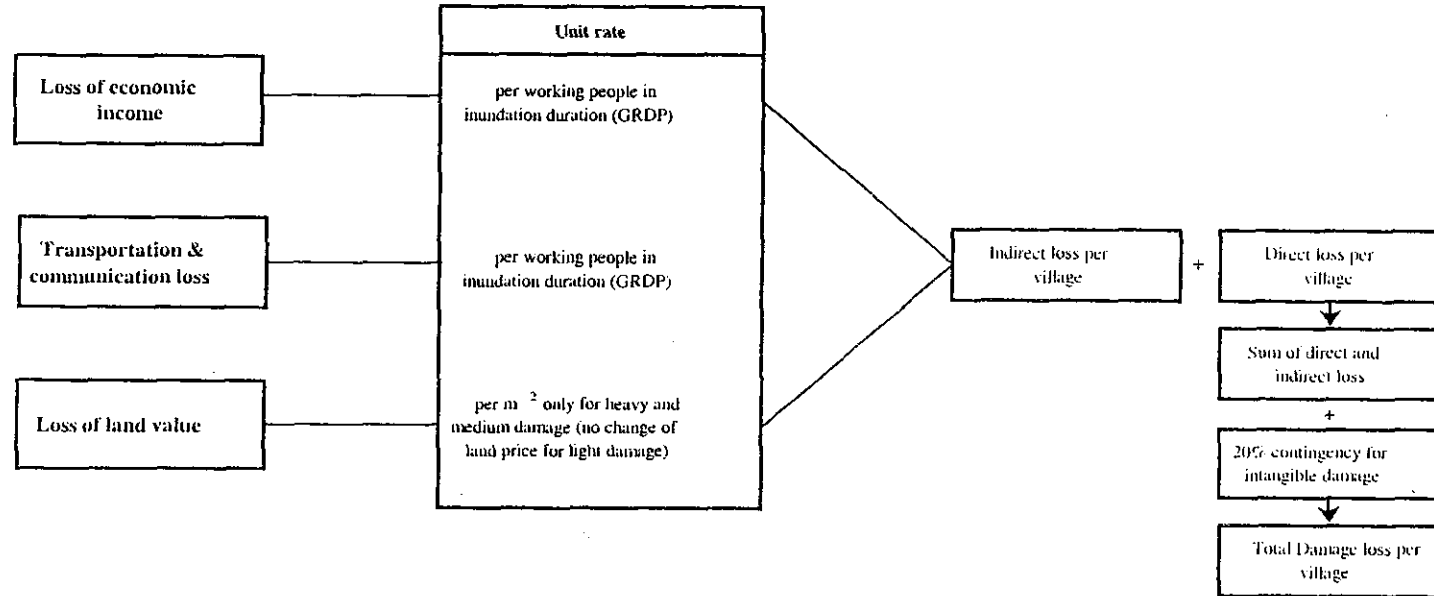 Unit rate
Loss of economic
income
per working people in
inundation duration (GRDP)
Transportation &
communication loss
per working people in
inundation duration (GRDP)
Loss of land value
per m 2 only for heavy and
medium damage (no change of
land price for light damage)
Indirect loss per
village
+
Direct loss per
village
Sum of direct and
indirect loss
+
20% contingency for
intangible damage
Total Damage loss per
village